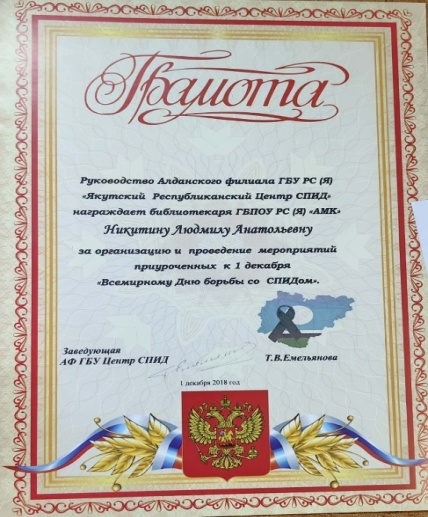 Грамота
Руководство Алданского филиала ГБУ РС (Я)
«Якутский Республиканский Центр СПИД»
награждает библиотекаря ГБПОУ РС (Я) «АМК»
Никитину Людмилу Анатольевну
за организацию и проведение мероприятий
приуроченных к 1 декабря
«Всемирному Дню борьбы со СПИДом».
Заведующая
АФ ГБУ Центр СПИД
Т.В.Емельянова
1 декабря 2018 год